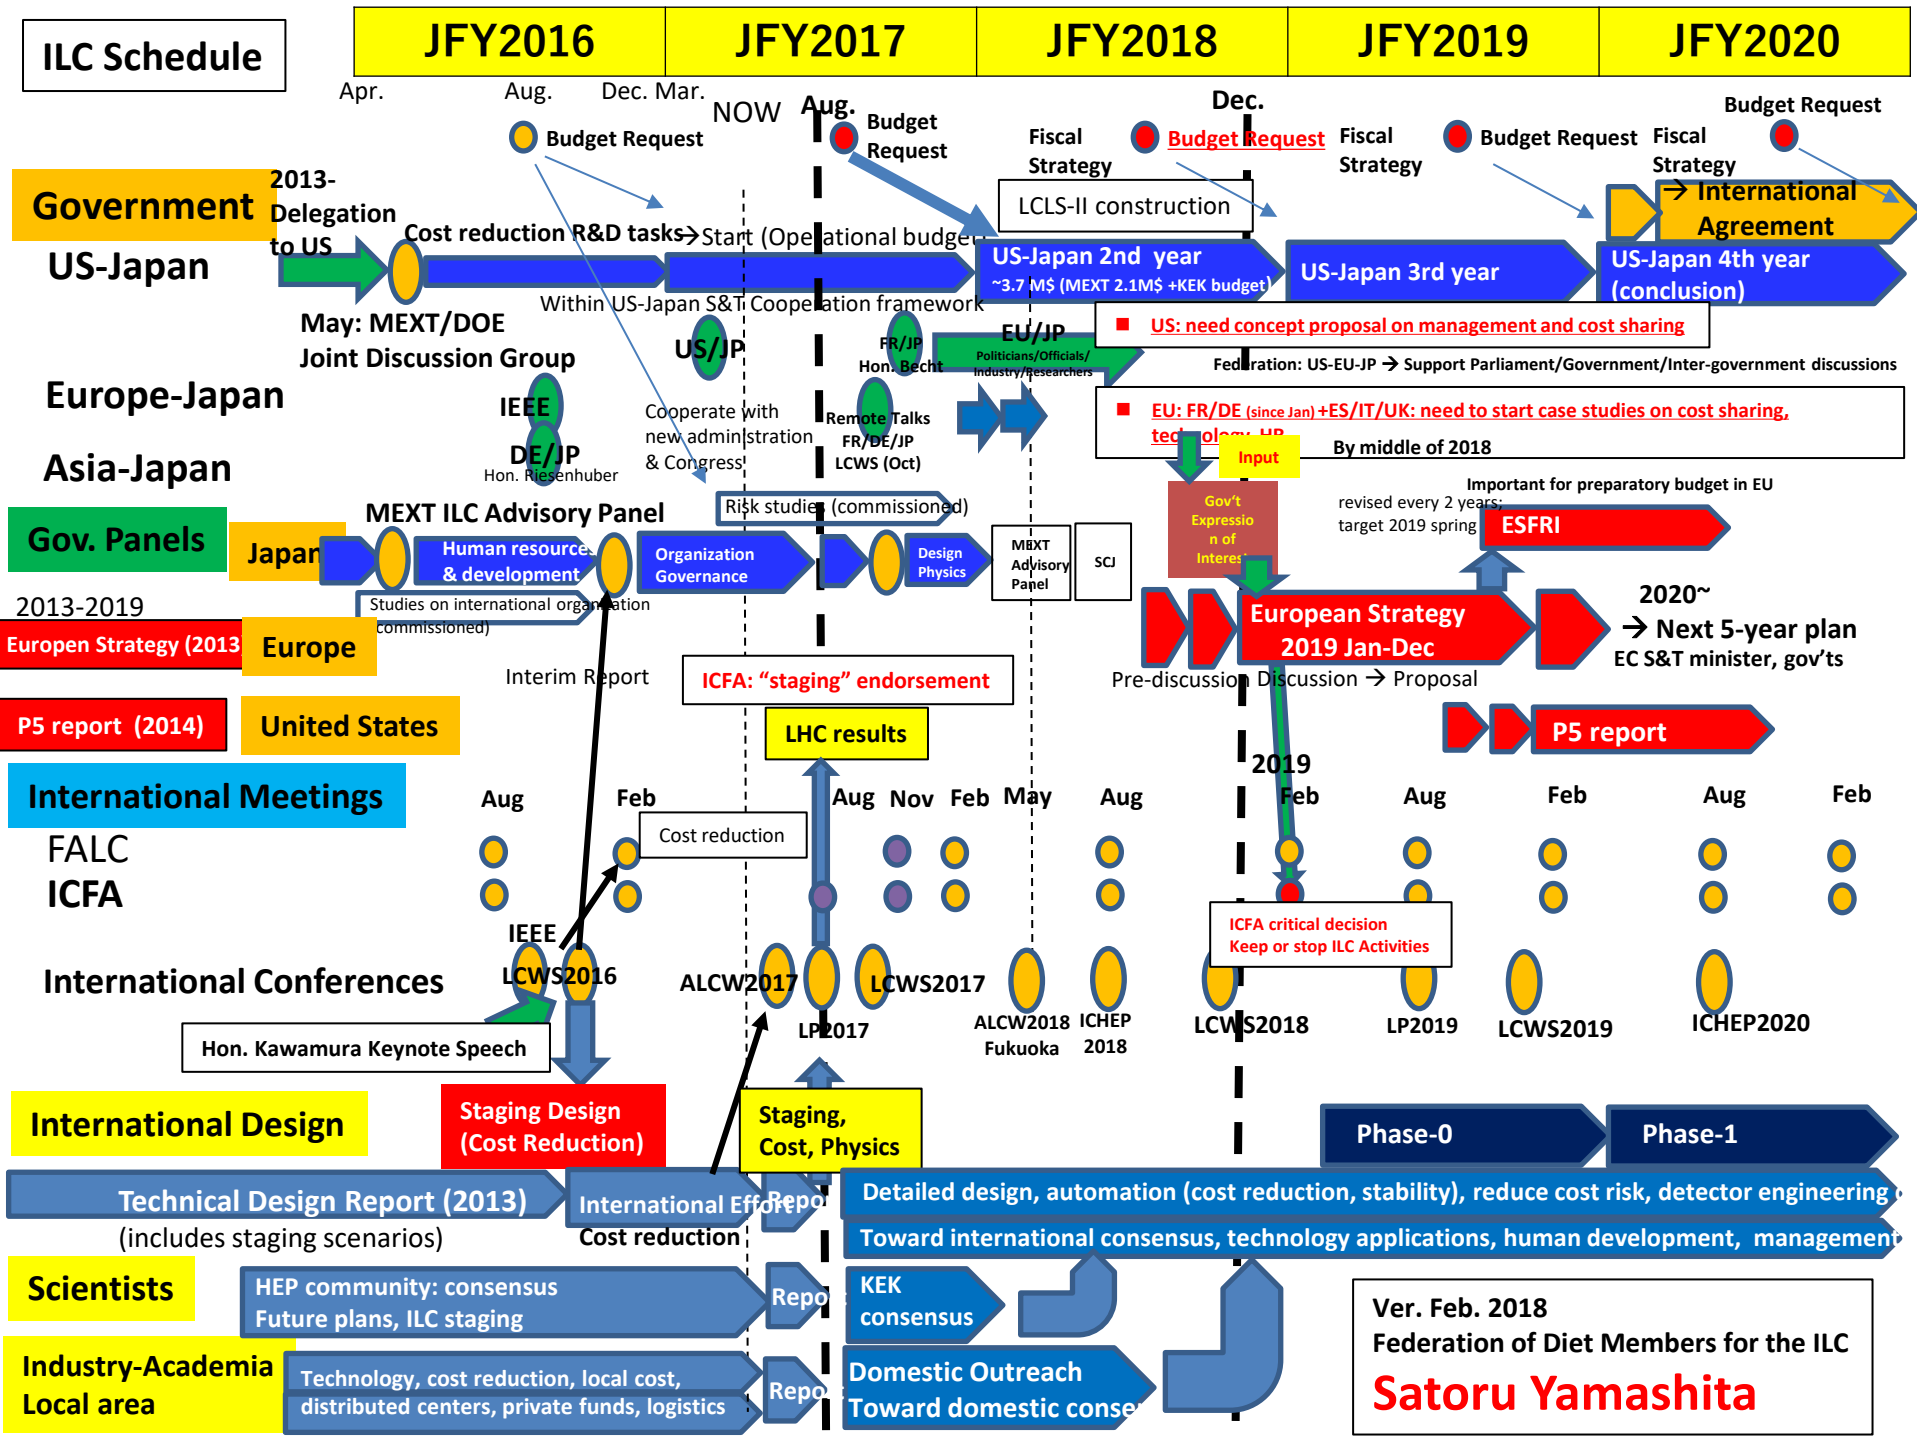 ILC Schedule
JFY2016
JFY2017
JFY2018
JFY2019
JFY2020
Apr.
Aug.
Dec. Mar.
NOW
Aug.
Dec.
Budget Request
Budget
Request
Fiscal
Strategy
Budget Request
Fiscal
Strategy
Budget Request
Fiscal
Strategy
Budget Request
Government
2013-
Delegation
to US
LCLS-II construction
→ International
Agreement
US-Japan
Cost reduction R&D tasks
→Start (Operational budget)
US-Japan 2nd year
~3.7 M$ (MEXT 2.1M$ +KEK budget)
US-Japan 3rd year
US-Japan 4th year
(conclusion)
Within US-Japan S&T Cooperation framework
May: MEXT/DOE
Joint Discussion Group
US/JP
FR/JP
Hon. Becht
EU/JP
Politicians/Officials/
Industry/Researchers
US: need concept proposal on management and cost sharing
Federation: US-EU-JP → Support Parliament/Government/Inter-government discussions
Europe-Japan
IEEE
Cooperate with
new administration
& Congress
Remote Talks
FR/DE/JP
LCWS (Oct)
EU: FR/DE (since Jan) +ES/IT/UK: need to start case studies on cost sharing,
technology, HR
Input
By middle of 2018
Asia-Japan
DE/JP
Hon. Riesenhuber
Gov't
Expressio
n of
Interest
Important for preparatory budget in EU
revised every 2 years;
target 2019 spring
ESFRI
Gov. Panels
Japan
MEXT ILC Advisory Panel
Risk studies (commissioned)
Human resources
& development
Organization
Governance
Design
Physics
MEXT
Advisory
Panel
SCJ
2013-2019
Studies on international organization
(commissioned)
Europen Strategy (2013
Europe
European Strategy
2019 Jan-Dec
2020~
→ Next 5-year plan
EC S&T minister, gov'ts
Interim Report
ICFA: “staging” endorsement
Pre-discussion
Discussion → Proposal
P5 report (2014)
United States
LHC results
P5 report
2019
International Meetings
Aug
Feb
Aug
Nov
Feb
May
Aug
Feb
Aug
Feb
Aug
Feb
Cost reduction
FALC
ICFA
ICFA critical decision
Keep or stop ILC Activities
International Conferences
IEEE
LCWS2016
ALCW2017
LP2017
LCWS2017
ALCW2018
Fukuoka
ICHEP
2018
LCWS2018
LP2019
LCWS2019
ICHEP2020
Hon. Kawamura Keynote Speech
International Design
Staging Design
(Cost Reduction)
Staging,
Cost, Physics
Phase-0
Phase-1
Technical Design Report (2013)
(includes staging scenarios)
International Effort
Cost reduction
Repo
Detailed design, automation (cost reduction, stability), reduce cost risk, detector engineering
Toward international consensus, technology applications, human development, management
Scientists
HEP community: consensus
Future plans, ILC staging
Report
KEK
consensus
Industry-Academia
Local area
Technology, cost reduction, local cost,
distributed centers, private funds, logistics
Report
Domestic Outreach
Toward domestic conse
Ver. Feb. 2018
Federation of Diet Members for the ILC
Satoru Yamashita